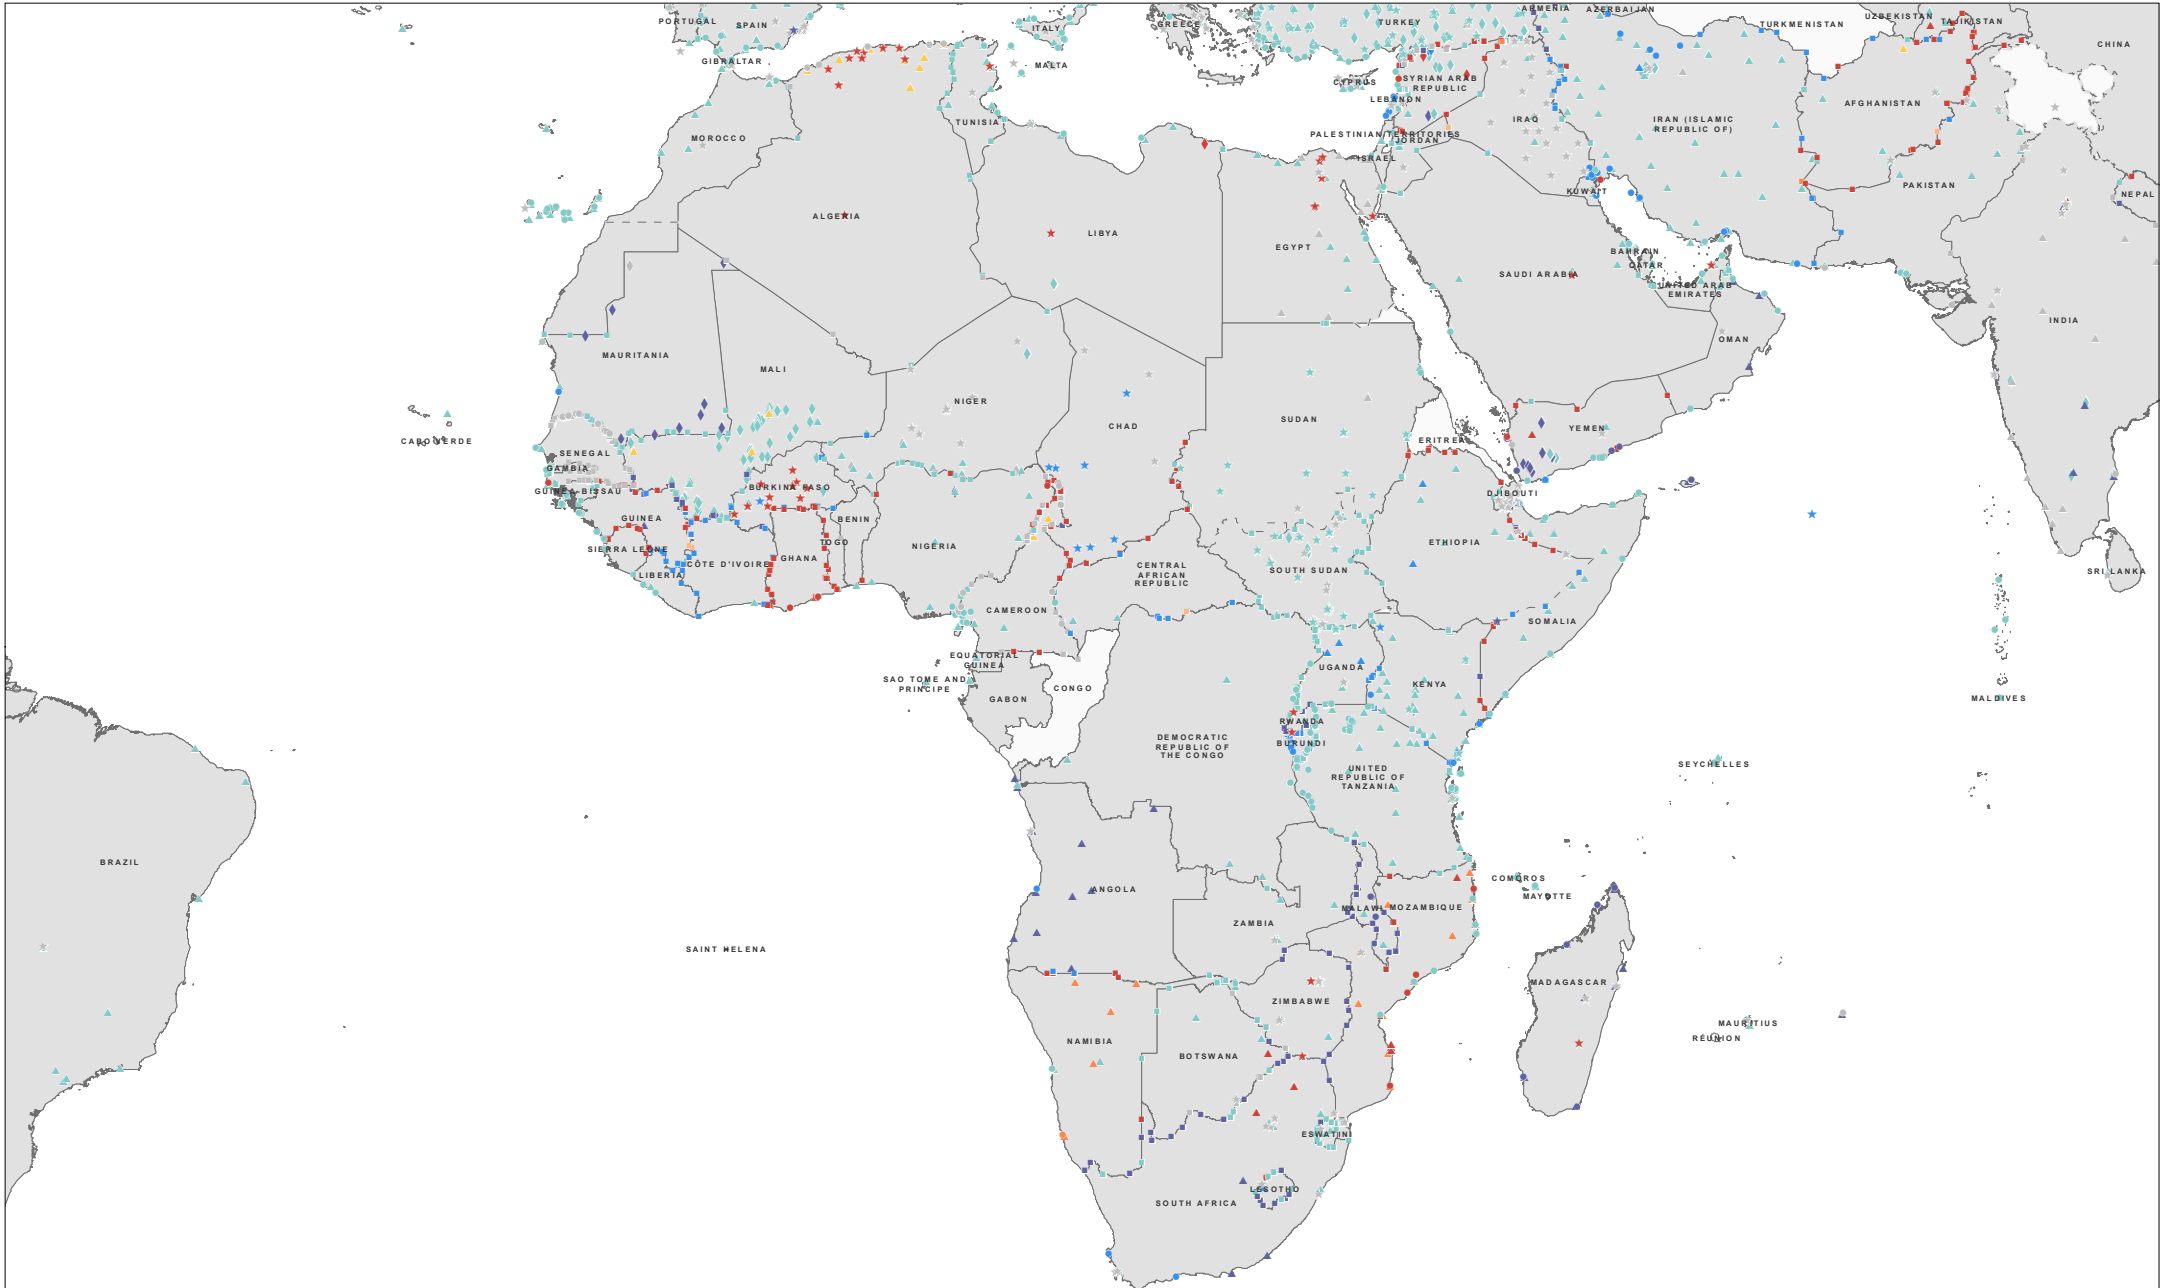 PORTUGAL
SPAIN
ITALY
GREECE
TURKEY
ARMENIA
AZERBAIJAN
TURKMENISTAN
UZBEKISTAN
TAJIKISTAN
CHINA
GIBRALTAR
MALTA
CYPRUS
SYRIAN ARAB
REPUBLIC
LEBANON
AFGHANISTAN
TUNISIA
IRAQ
IRAN (ISLAMIC
REPUBLIC OF)
MOROCCO
PALESTINIAN TERRITORIES
JORDAN
ISRAEL
KUWAIT
PAKISTAN
NEPAL
ALGERIA
LIBYA
EGYPT
BAHRAIN
QATAR
SAUDI ARABIA
UNITED ARAB
EMIRATES
INDIA
OMAN
MAURITANIA
MALI
NIGER
CHAD
SUDAN
YEMEN
CABO VERDE
ERITREA
SENEGAL
GAMBIA
GUINEA-BISSAU
BURKINA FASO
DJIBOUTI
GUINEA
BENIN
TOGO
NIGERIA
ETHIOPIA
SIERRA LEONE
GHANA
CÔTE D'IVOIRE
LIBERIA
CENTRAL
AFRICAN
REPUBLIC
SOUTH SUDAN
SRI LANKA
CAMEROON
SOMALIA
EQUATORIAL
GUINEA
UGANDA
SAO TOME AND
PRINCIPE
CONGO
KENYA
GABON
MALDIVES
RWANDA
DEMOCRATIC
REPUBLIC OF
THE CONGO
BURUNDI
SEYCHELLES
UNITED
REPUBLIC OF
TANZANIA
BRAZIL
COMOROS
ANGOLA
MAYOTTE
MALAWI
MOZAMBIQUE
ZAMBIA
SAINT HELENA
MADAGASCAR
ZIMBABWE
MAURITIUS
RÉUNION
NAMIBIA
BOTSWANA
ESWATINI
LESOTHO
SOUTH AFRICA